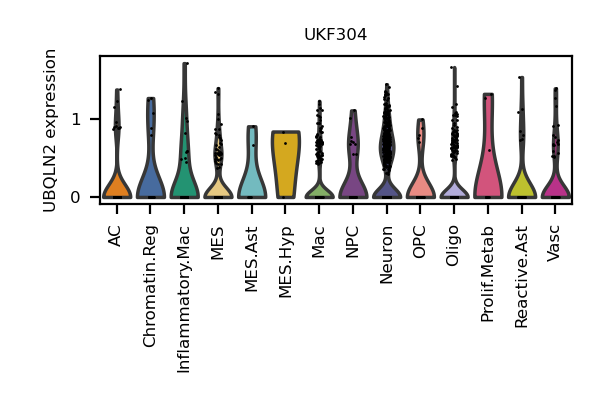 UKF304
UBQLN2 expression
1
0
AC
Chromatin.Reg
Inflammatory.Mac
MES
MES.Ast
MES.Hyp
Mac
NPC
Neuron
OPC
Oligo
Prolif.Metab
Reactive.Ast
Vasc